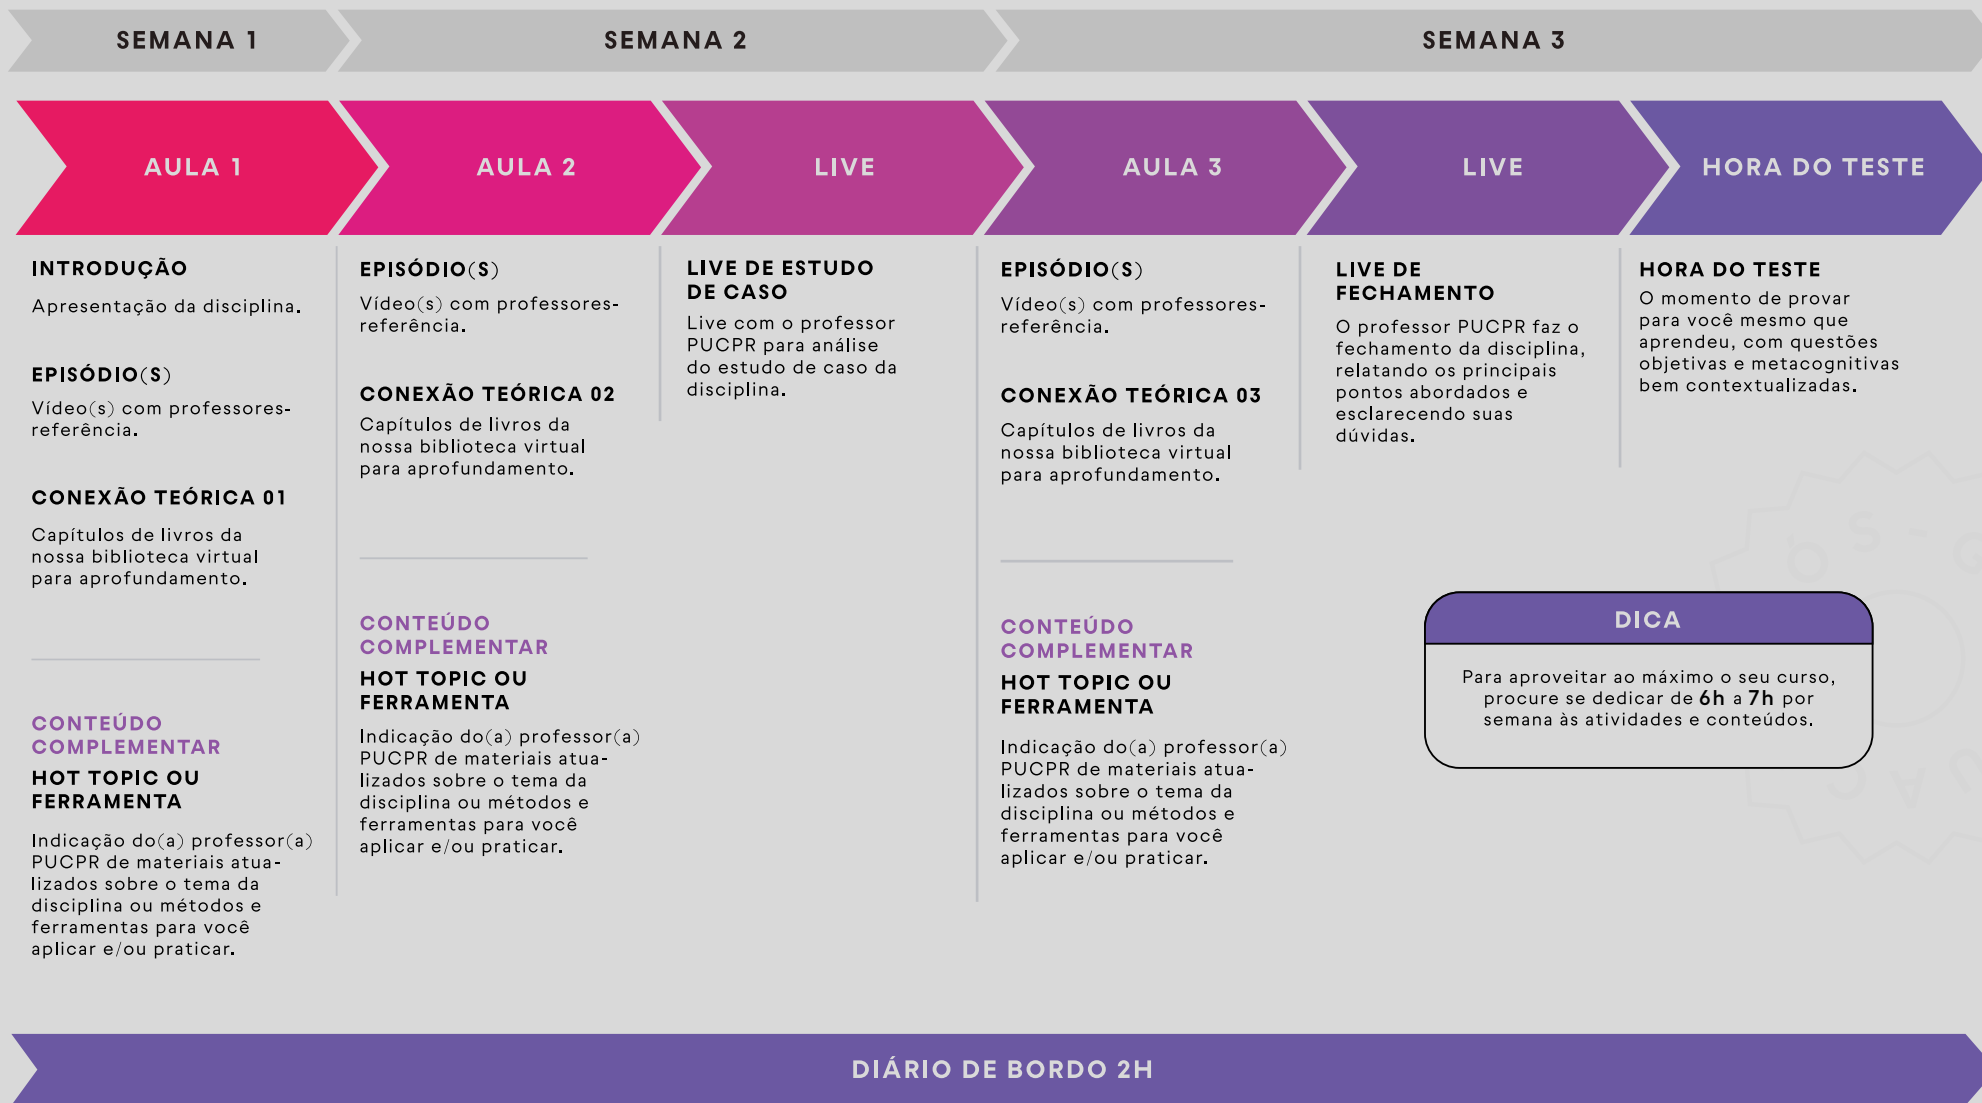 SEMANA 1
SEMANA 2
SEMANA 3
AULA 1
AULA 2
LIVE
AULA 3
LIVE
HORA DO TESTE
INTRODUÇÃO
Apresentação da disciplina.
EPISÓDIO(S)
Vídeo(s) com professores-
referência.
CONEXÃO TEÓRICA 01
Capítulos de livros da
nossa biblioteca virtual
para aprofundamento.
CONTEÚDO
COMPLEMENTAR
HOT TOPIC OU
FERRAMENTA
Indicação do(a) professor(a)
PUCPR de materiais atua-
lizados sobre o tema da
disciplina ou métodos e
ferramentas para você
aplicar e/ou praticar.
EPISÓDIO(S)
Vídeo(s) com professores-
referência.
CONEXÃO TEÓRICA 02
Capítulos de livros da
nossa biblioteca virtual
para aprofundamento.
CONTEÚDO
COMPLEMENTAR
HOT TOPIC OU
FERRAMENTA
Indicação do(a) professor(a)
PUCPR de materiais atua-
lizados sobre o tema da
disciplina ou métodos e
ferramentas para você
aplicar e/ou praticar.
LIVE DE ESTUDO
DE CASO
Live com o professor
PUCPR para análise
do estudo de caso da
disciplina.
EPISÓDIO(S)
Vídeo(s) com professores-
referência.
CONEXÃO TEÓRICA 03
Capítulos de livros da
nossa biblioteca virtual
para aprofundamento.
CONTEÚDO
COMPLEMENTAR
HOT TOPIC OU
FERRAMENTA
Indicação do(a) professor(a)
PUCPR de materiais atua-
lizados sobre o tema da
disciplina ou métodos e
ferramentas para você
aplicar e/ou praticar.
LIVE DE
FECHAMENTO
O professor PUCPR faz o
fechamento da disciplina,
relatando os principais
pontos abordados e
esclarecendo suas
dúvidas.
HORA DO TESTE
O momento de provar
para você mesmo que
aprendeu, com questões
objetivas e metacognitivas
bem contextualizadas.
DICA
Para aproveitar ao máximo o seu curso,
procure se dedicar de 6h a 7h por
semana às atividades e conteúdos.
DIÁRIO DE BORDO 2H